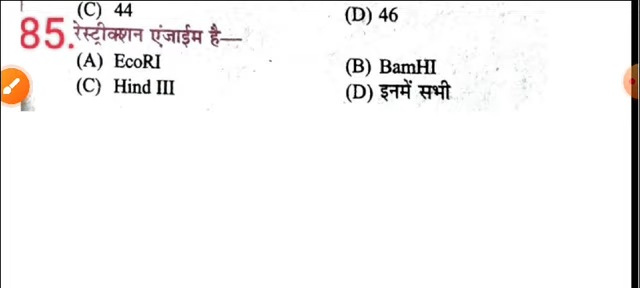 (C) 44 (D) 46
85. रेस्ट्रीक्शन एंजाईम है—
(A) EcoRI (B) BamHI
(C) Hind III (D) इनमें सभी